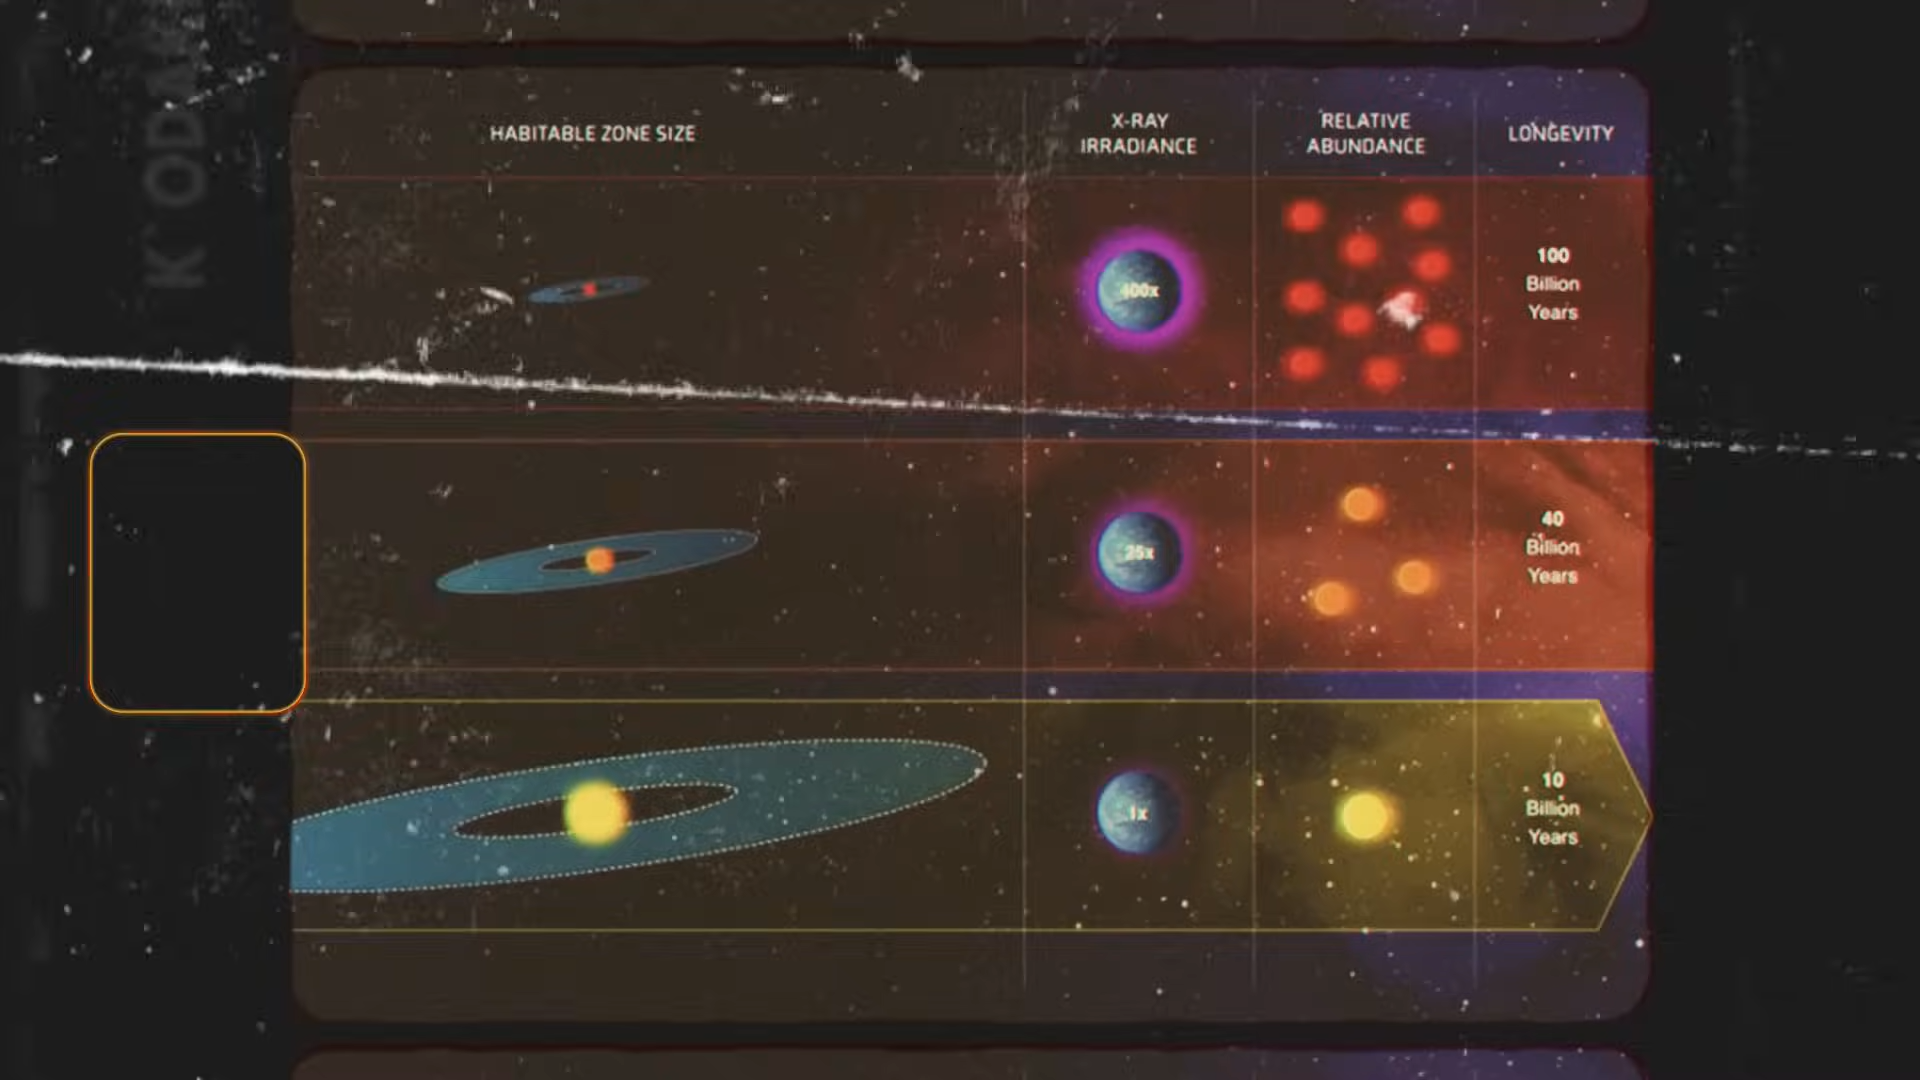 HABITABLE ZONE SIZE
X-RAY
IRRADIANCE
RELATIVE
ABUNDANCE
LONGEVITY
400x
100
Billion
Years
25x
40
Billion
Years
1x
10
Billion
Years